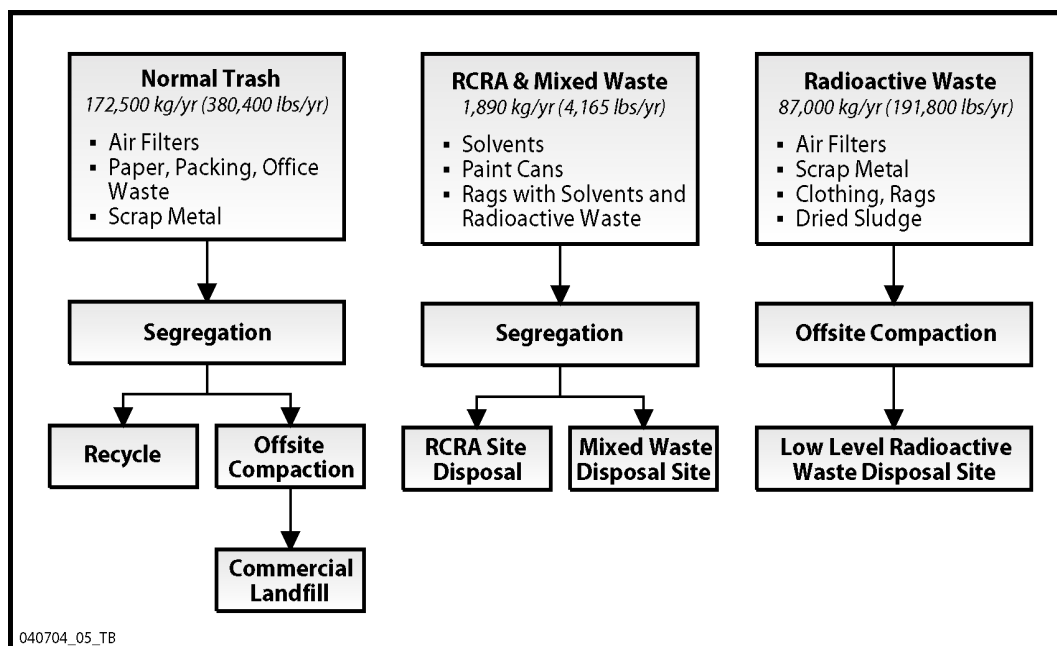 Normal Trash
172,500 kg/yr (380,400 lbs/yr)
▪ Air Filters
▪ Paper, Packing, Office
Waste
▪ Scrap Metal
RCRA & Mixed Waste
1,890 kg/yr (4,165 lbs/yr)
▪ Solvents
▪ Paint Cans
▪ Rags with Solvents and
Radioactive Waste
Radioactive Waste
87,000 kg/yr (191,800 lbs/yr)
▪ Air Filters
▪ Scrap Metal
▪ Clothing, Rags
▪ Dried Sludge
Segregation
Segregation
Offsite Compaction
Recycle
Offsite
Compaction
RCRA Site
Disposal
Mixed Waste
Disposal Site
Low Level Radioactive
Waste Disposal Site
Commercial
Landfill
040704_05_TB